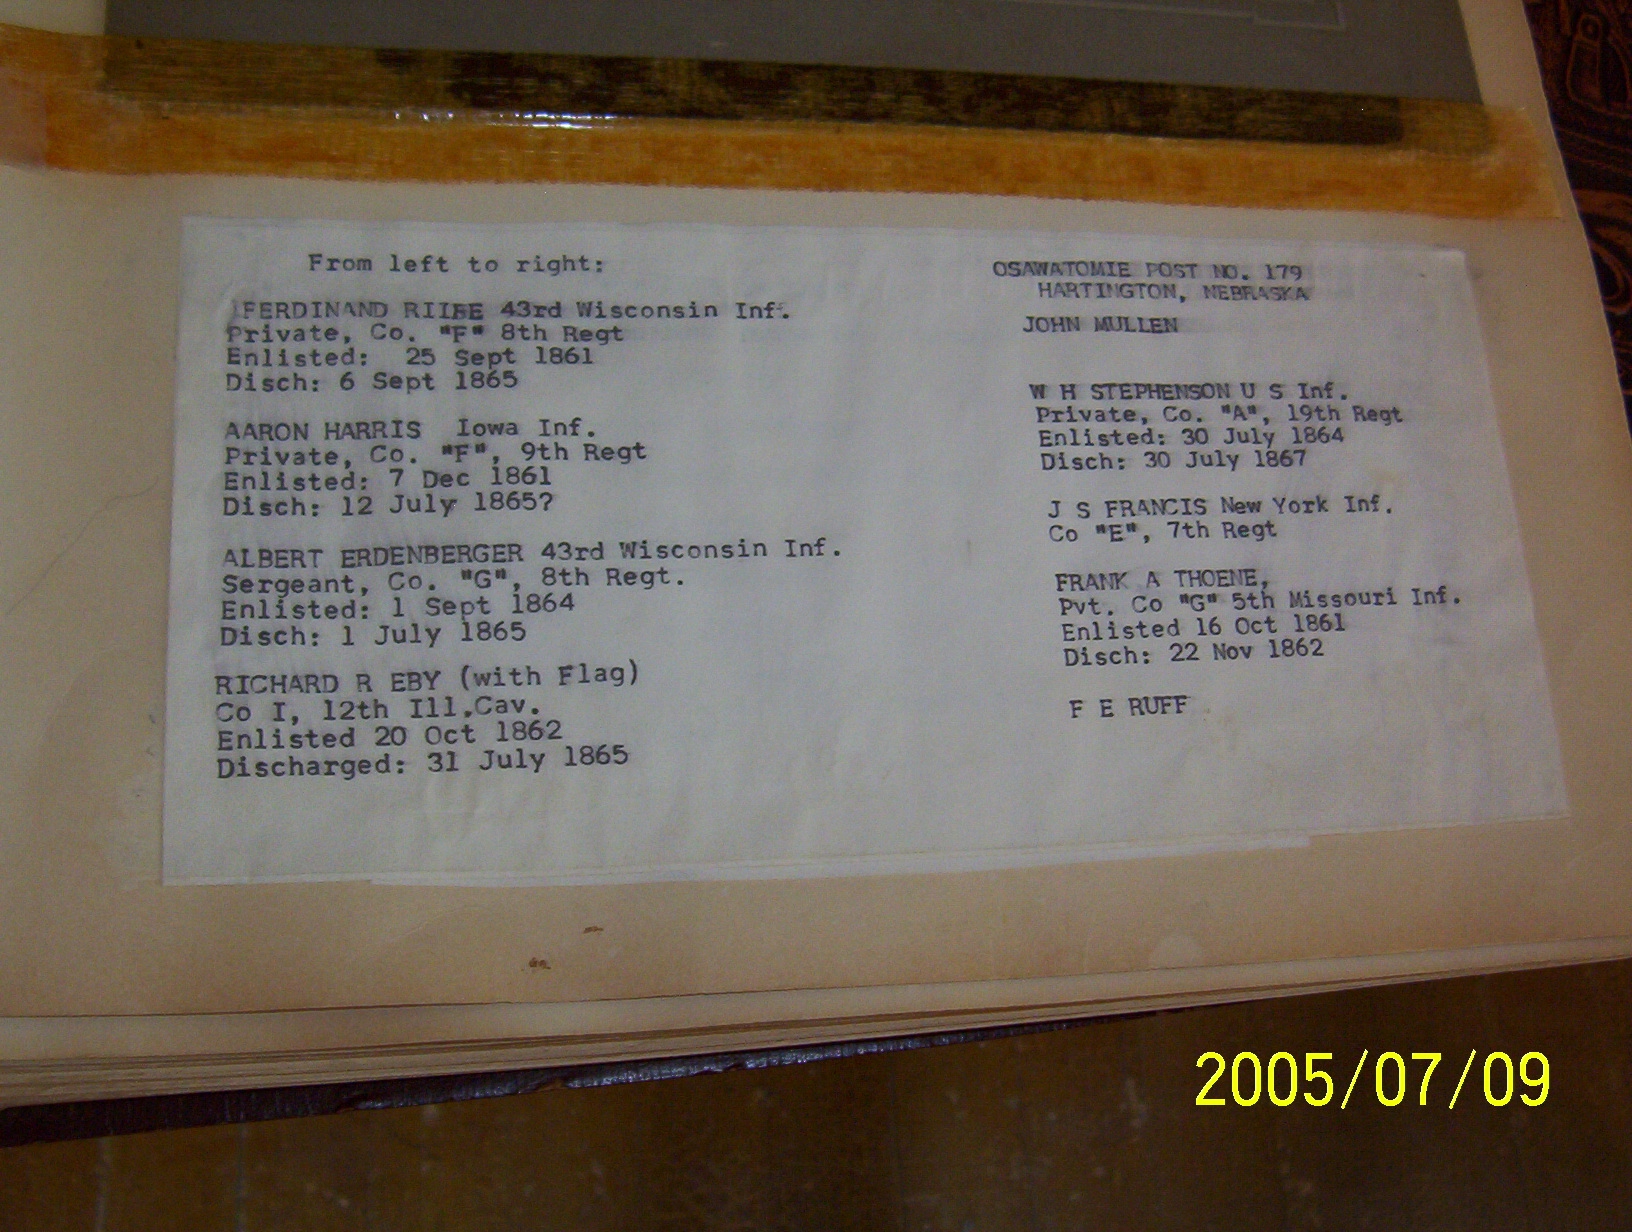 From left to right:
FERDINAND RIIBE 43rd Wisconsin Inf.
Private, Co. "F" 8th Regt
Enlisted: 25 Sept 1861
Disch: 6 Sept 1865
AARON HARRIS Iowa Inf.
Private, Co. "F", 9th Regt
Enlisted: 7 Dec 1861
Disch: 12 July 1865?
ALBERT ERDENBERGER 43rd Wisconsin Inf.
Sergeant, Co. "G", 8th Regt.
Enlisted: 1 Sept 1864
Disch: 1 July 1865
RICHARD R EBY (with Flag)
Co I, 12th Ill.Cav.
Enlisted 20 Oct 1862
Discharged: 31 July 1865
OSAWATOMIE POST NO. 179
HARTINGTON, NEBRASKA
JOHN MULLEN
W H STEPHENSON U S Inf.
Private, Co. "A", 19th Regt
Enlisted: 30 July 1864
Disch: 30 July 1867
J S FRANCIS New York Inf.
Co "E", 7th Regt
FRANK A THOENE,
Pvt. Co "G" 5th Missouri Inf.
Enlisted 16 Oct 1861
Disch: 22 Nov 1862
F E RUFF
2005/07/09